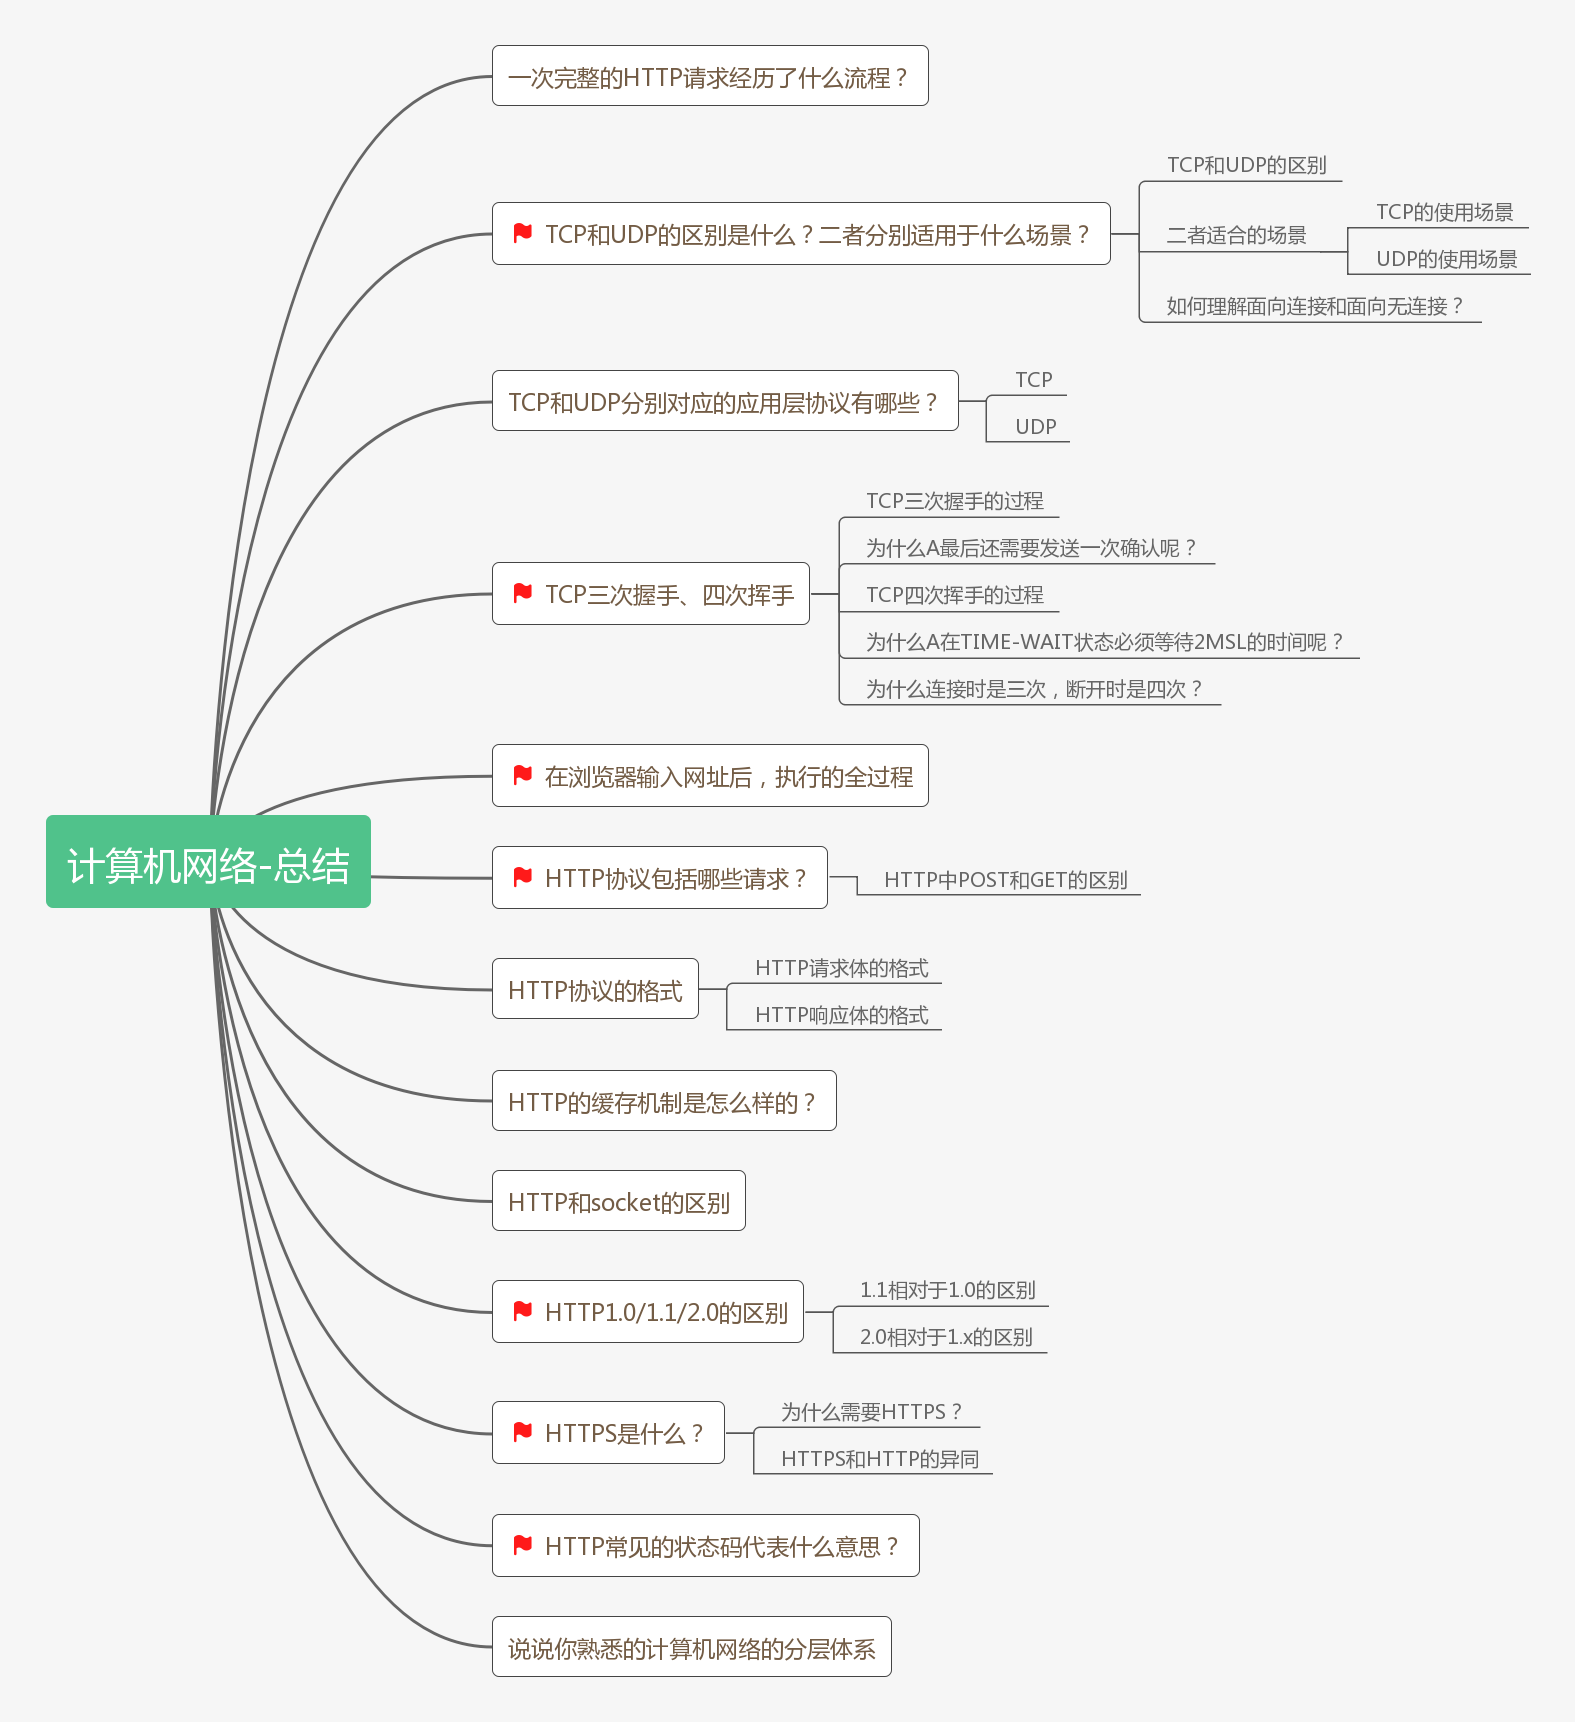 一次完整的HTTP请求经历了什么流程？
TCP和UDP的区别是什么？二者分别适用于什么场景？
TCP和UDP的区别
二者适合的场景
TCP的使用场景
UDP的使用场景
如何理解面向连接和面向无连接？
TCP和UDP分别对应的应用层协议有哪些？
TCP
UDP
TCP三次握手、四次挥手
TCP三次握手的过程
为什么A最后还需要发送一次确认呢？
TCP四次挥手的过程
为什么A在TIME-WAIT状态必须等待2MSL的时间呢？
为什么连接时是三次，断开时是四次？
在浏览器输入网址后，执行的全过程
计算机网络-总结
HTTP协议包括哪些请求？
HTTP中POST和GET的区别
HTTP协议的格式
HTTP请求体的格式
HTTP响应体的格式
HTTP的缓存机制是怎么样的？
HTTP和socket的区别
HTTP1.0/1.1/2.0的区别
1.1相对于1.0的区别
2.0相对于1.x的区别
HTTPS是什么？
为什么需要HTTPS？
HTTPS和HTTP的异同
HTTP常见的状态码代表什么意思？
说说你熟悉的计算机网络的分层体系